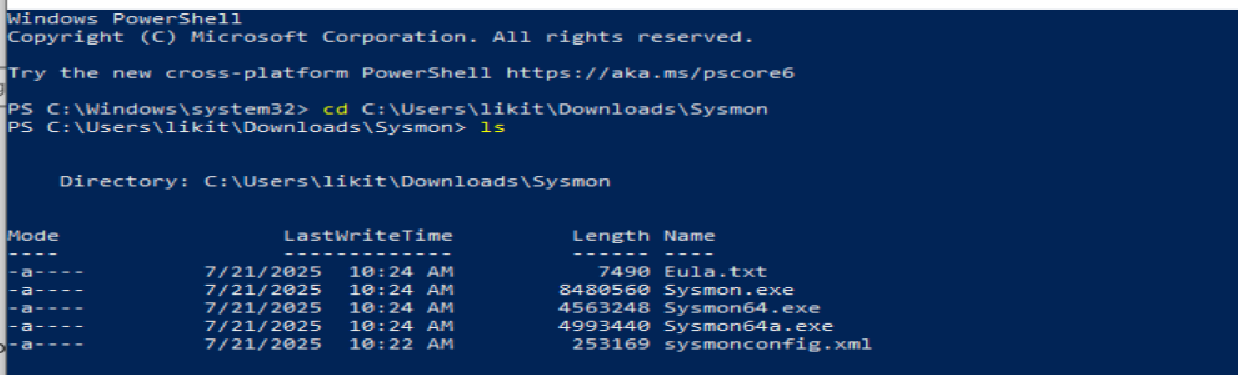 Windows PowerShell
Copyright (C) Microsoft Corporation. All rights reserved.
Try the new cross-platform PowerShell https://aka.ms/pscore6
PS C:\Windows\system32> cd C:\Users\likit\Downloads\Sysmon
PS C:\Users\likit\Downloads\Sysmon> ls
Directory: C:\Users\likit\Downloads\Sysmon
Mode LastWriteTime Length Name
---- ------------- ------ ----
-a---- 7/21/2025 10:24 AM 7490 Eula.txt
-a---- 7/21/2025 10:24 AM 8480560 Sysmon.exe
-a---- 7/21/2025 10:24 AM 4563248 Sysmon64.exe
-a---- 7/21/2025 10:24 AM 4993440 Sysmon64a.exe
-a---- 7/21/2025 10:22 AM 253169 sysmonconfig.xml